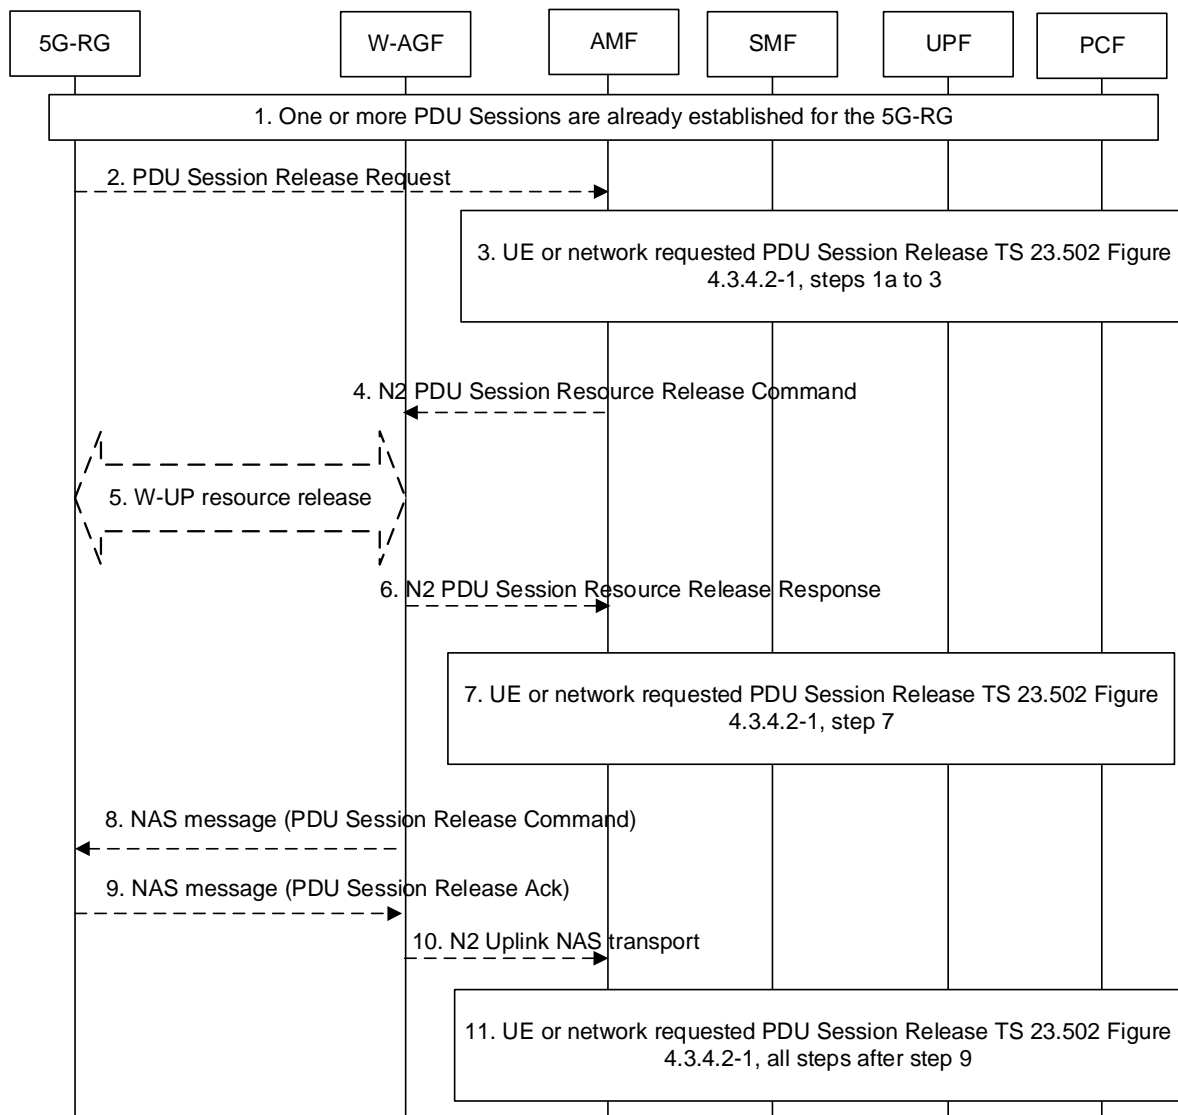 5G-RG
W-AGF
AMF
SMF
UPF
PCF
1. One or more PDU Sessions are already established for the 5G-RG
2. PDU Session Release Request
3. UE or network requested PDU Session Release TS 23.502 Figure
4.3.4.2-1, steps 1a to 3
4. N2 PDU Session Resource Release Command
5. W-UP resource release
6. N2 PDU Session Resource Release Response
7. UE or network requested PDU Session Release TS 23.502 Figure
4.3.4.2-1, step 7
8. NAS message (PDU Session Release Command)
9. NAS message (PDU Session Release Ack)
10. N2 Uplink NAS transport
11. UE or network requested PDU Session Release TS 23.502 Figure
4.3.4.2-1, all steps after step 9